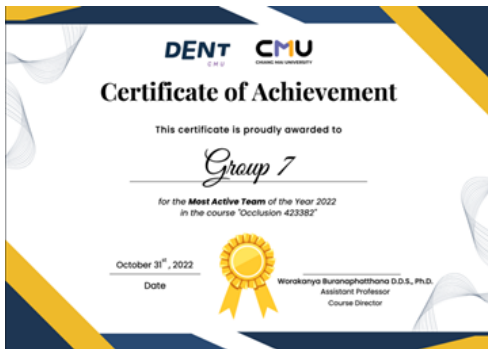 DENT CMU
CMU
CHIANG MAI UNIVERSITY
Certificate of Achievement
This certificate is proudly awarded to
Group 7
for the Most Active Team of the Year 2022
in the course "Occlusion 423382"
October 31st, 2022
Date
Worakanya Buranaphatthana D.D.S., Ph.D.
Assistant Professor
Course Director